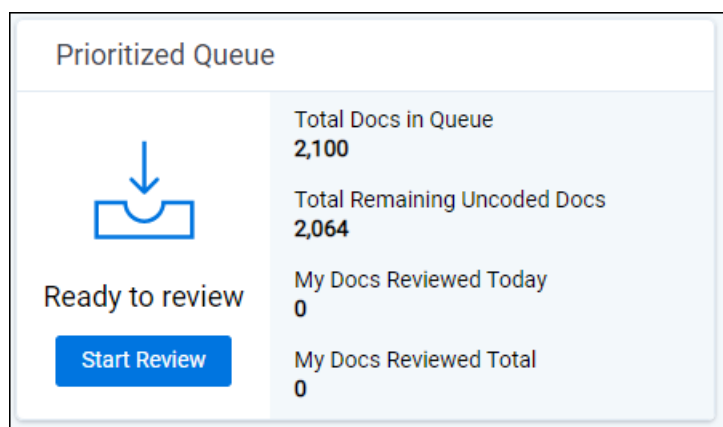 Prioritized Queue
Ready to review
Start Review
Total Docs in Queue
2,100
Total Remaining Uncoded Docs
2,064
My Docs Reviewed Today
0
My Docs Reviewed Total
0